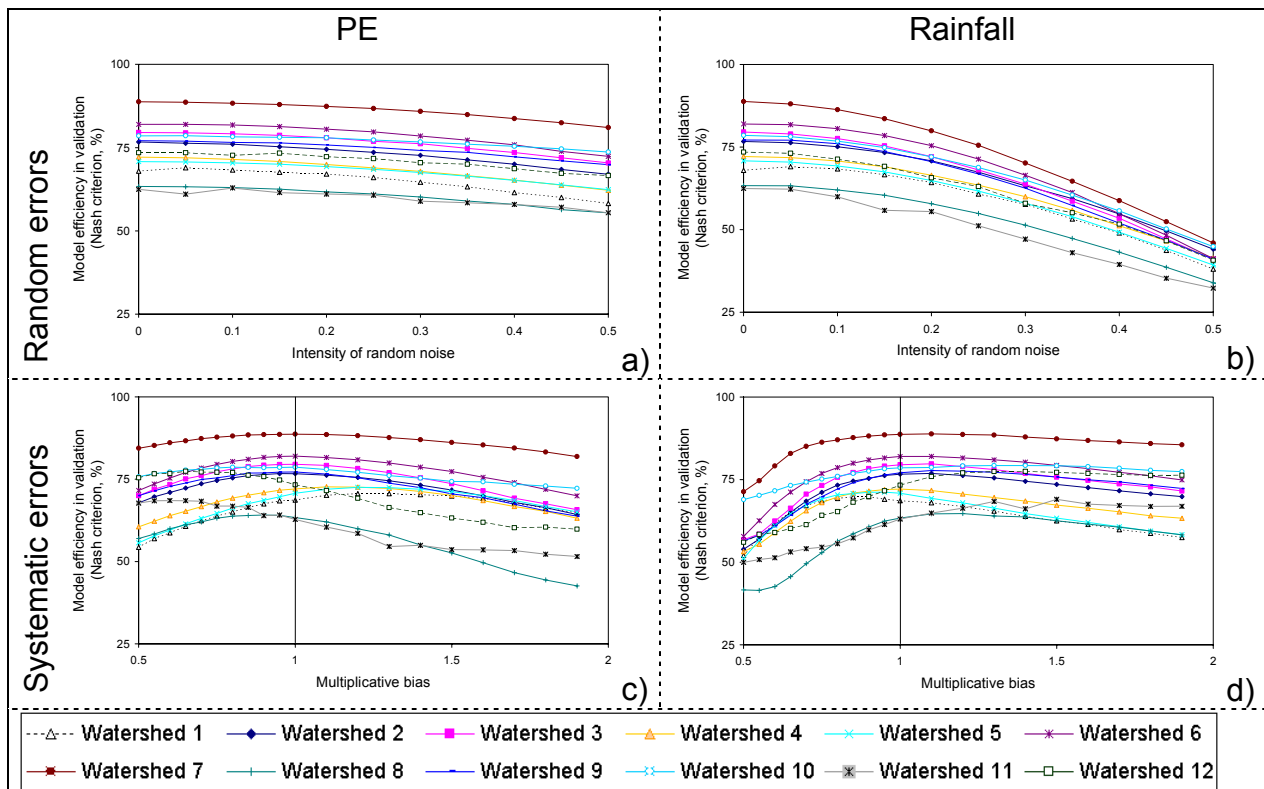 PE
Rainfall
Random errors
Model efficiency in validation
(Nash criterion, %)
100
75
50
25
0
0.1
0.2
0.3
0.4
0.5
Intensity of random noise
a)
Model efficiency in validation
(Nash criterion, %)
100
75
50
25
0
0.1
0.2
0.3
0.4
0.5
Intensity of random noise
b)
Systematic errors
Model efficiency in validation
(Nash criterion, %)
100
75
50
25
0.5
1
1.5
2
Multiplicative bias
c)
Model efficiency in validation
(Nash criterion, %)
100
75
50
25
0.5
1
1.5
2
Multiplicative bias
d)
Watershed 1
Watershed 2
Watershed 3
Watershed 4
Watershed 5
Watershed 6
Watershed 7
Watershed 8
Watershed 9
Watershed 10
Watershed 11
Watershed 12